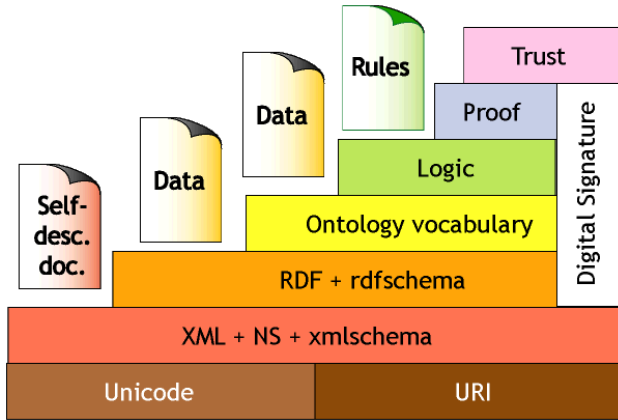 Rules
Trust
Data
Proof
Data
Logic
Digital Signature
Self-
desc.
doc.
Ontology vocabulary
RDF + rdfschema
XML + NS + xmlschema
Unicode
URI